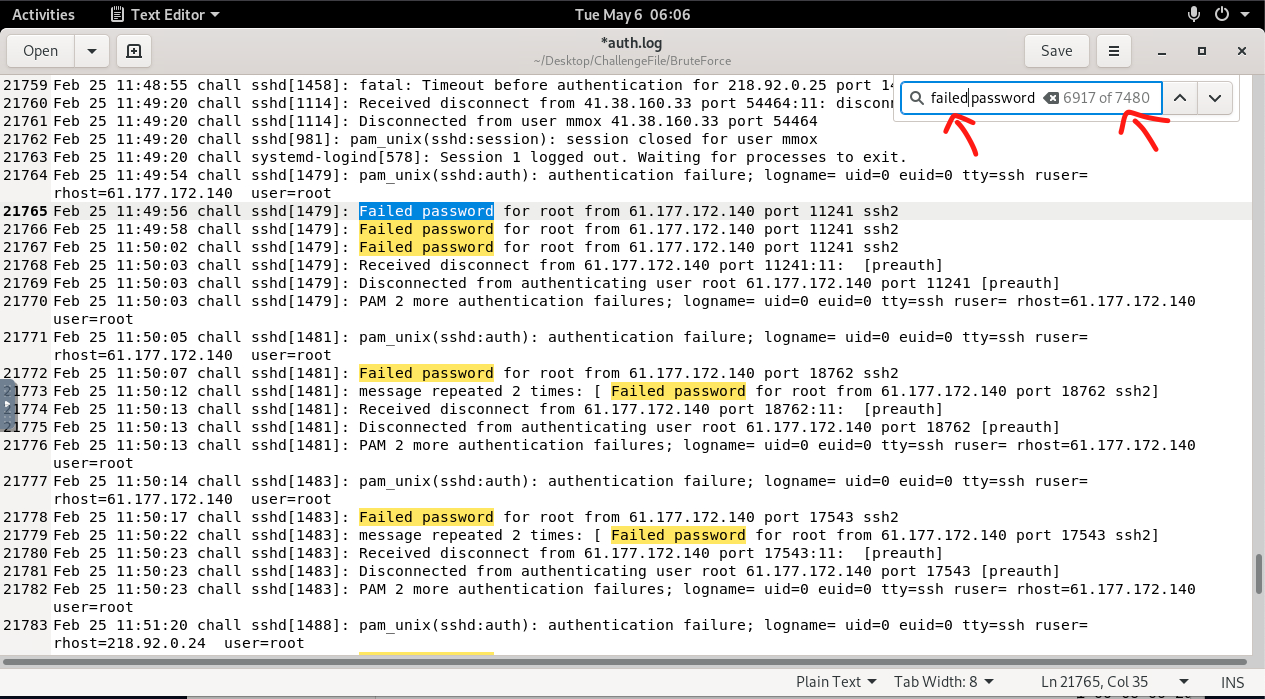 Activities Text Editor Tue May 6 06:06
Open *auth.log Save
~/Desktop/ChallengeFile/BruteForce
failed password 6917 of 7480
21759 Feb 25 11:48:55 chall sshd[1458]: fatal: Timeout before authentication for 218.92.0.25 port
21760 Feb 25 11:49:20 chall sshd[1114]: Received disconnect from 41.38.160.33 port 54464:11:
21761 Feb 25 11:49:20 chall sshd[1114]: Disconnected from user mmox 41.38.160.33 port 54464
21762 Feb 25 11:49:20 chall sshd[981]: pam_unix(sshd:session): session closed for user mmox
21763 Feb 25 11:49:20 chall systemd-logind[578]: Session 1 logged out. Waiting for processes to exit.
21764 Feb 25 11:49:54 chall sshd[1479]: pam_unix(sshd:auth): authentication failure; logname= uid=0 euid=0 tty=ssh ruser=
rhost=61.177.172.140  user=root
21765 Feb 25 11:49:56 chall sshd[1479]: Failed password for root from 61.177.172.140 port 11241 ssh2
21766 Feb 25 11:49:58 chall sshd[1479]: Failed password for root from 61.177.172.140 port 11241 ssh2
21767 Feb 25 11:50:02 chall sshd[1479]: Failed password for root from 61.177.172.140 port 11241 ssh2
21768 Feb 25 11:50:03 chall sshd[1479]: Received disconnect from 61.177.172.140 port 11241:11:  [preauth]
21769 Feb 25 11:50:03 chall sshd[1479]: Disconnected from authenticating user root 61.177.172.140 port 11241 [preauth]
21770 Feb 25 11:50:03 chall sshd[1479]: PAM 2 more authentication failures; logname= uid=0 euid=0 tty=ssh ruser= rhost=61.177.172.140
user=root
21771 Feb 25 11:50:05 chall sshd[1481]: pam_unix(sshd:auth): authentication failure; logname= uid=0 euid=0 tty=ssh ruser=
rhost=61.177.172.140  user=root
21772 Feb 25 11:50:07 chall sshd[1481]: Failed password for root from 61.177.172.140 port 18762 ssh2
21773 Feb 25 11:50:12 chall sshd[1481]: message repeated 2 times: [ Failed password for root from 61.177.172.140 port 18762 ssh2]
21774 Feb 25 11:50:13 chall sshd[1481]: Received disconnect from 61.177.172.140 port 18762:11:  [preauth]
21775 Feb 25 11:50:13 chall sshd[1481]: Disconnected from authenticating user root 61.177.172.140 port 18762 [preauth]
21776 Feb 25 11:50:13 chall sshd[1481]: PAM 2 more authentication failures; logname= uid=0 euid=0 tty=ssh ruser= rhost=61.177.172.140
user=root
21777 Feb 25 11:50:14 chall sshd[1483]: pam_unix(sshd:auth): authentication failure; logname= uid=0 euid=0 tty=ssh ruser=
rhost=61.177.172.140  user=root
21778 Feb 25 11:50:17 chall sshd[1483]: Failed password for root from 61.177.172.140 port 17543 ssh2
21779 Feb 25 11:50:22 chall sshd[1483]: message repeated 2 times: [ Failed password for root from 61.177.172.140 port 17543 ssh2]
21780 Feb 25 11:50:23 chall sshd[1483]: Received disconnect from 61.177.172.140 port 17543:11:  [preauth]
21781 Feb 25 11:50:23 chall sshd[1483]: Disconnected from authenticating user root 61.177.172.140 port 17543 [preauth]
21782 Feb 25 11:50:23 chall sshd[1483]: PAM 2 more authentication failures; logname= uid=0 euid=0 tty=ssh ruser= rhost=61.177.172.140
user=root
21783 Feb 25 11:51:20 chall sshd[1488]: pam_unix(sshd:auth): authentication failure; logname= uid=0 euid=0 tty=ssh ruser=
rhost=218.92.0.24  user=root
Plain Text Tab Width: 8 Ln 21765, Col 35 INS